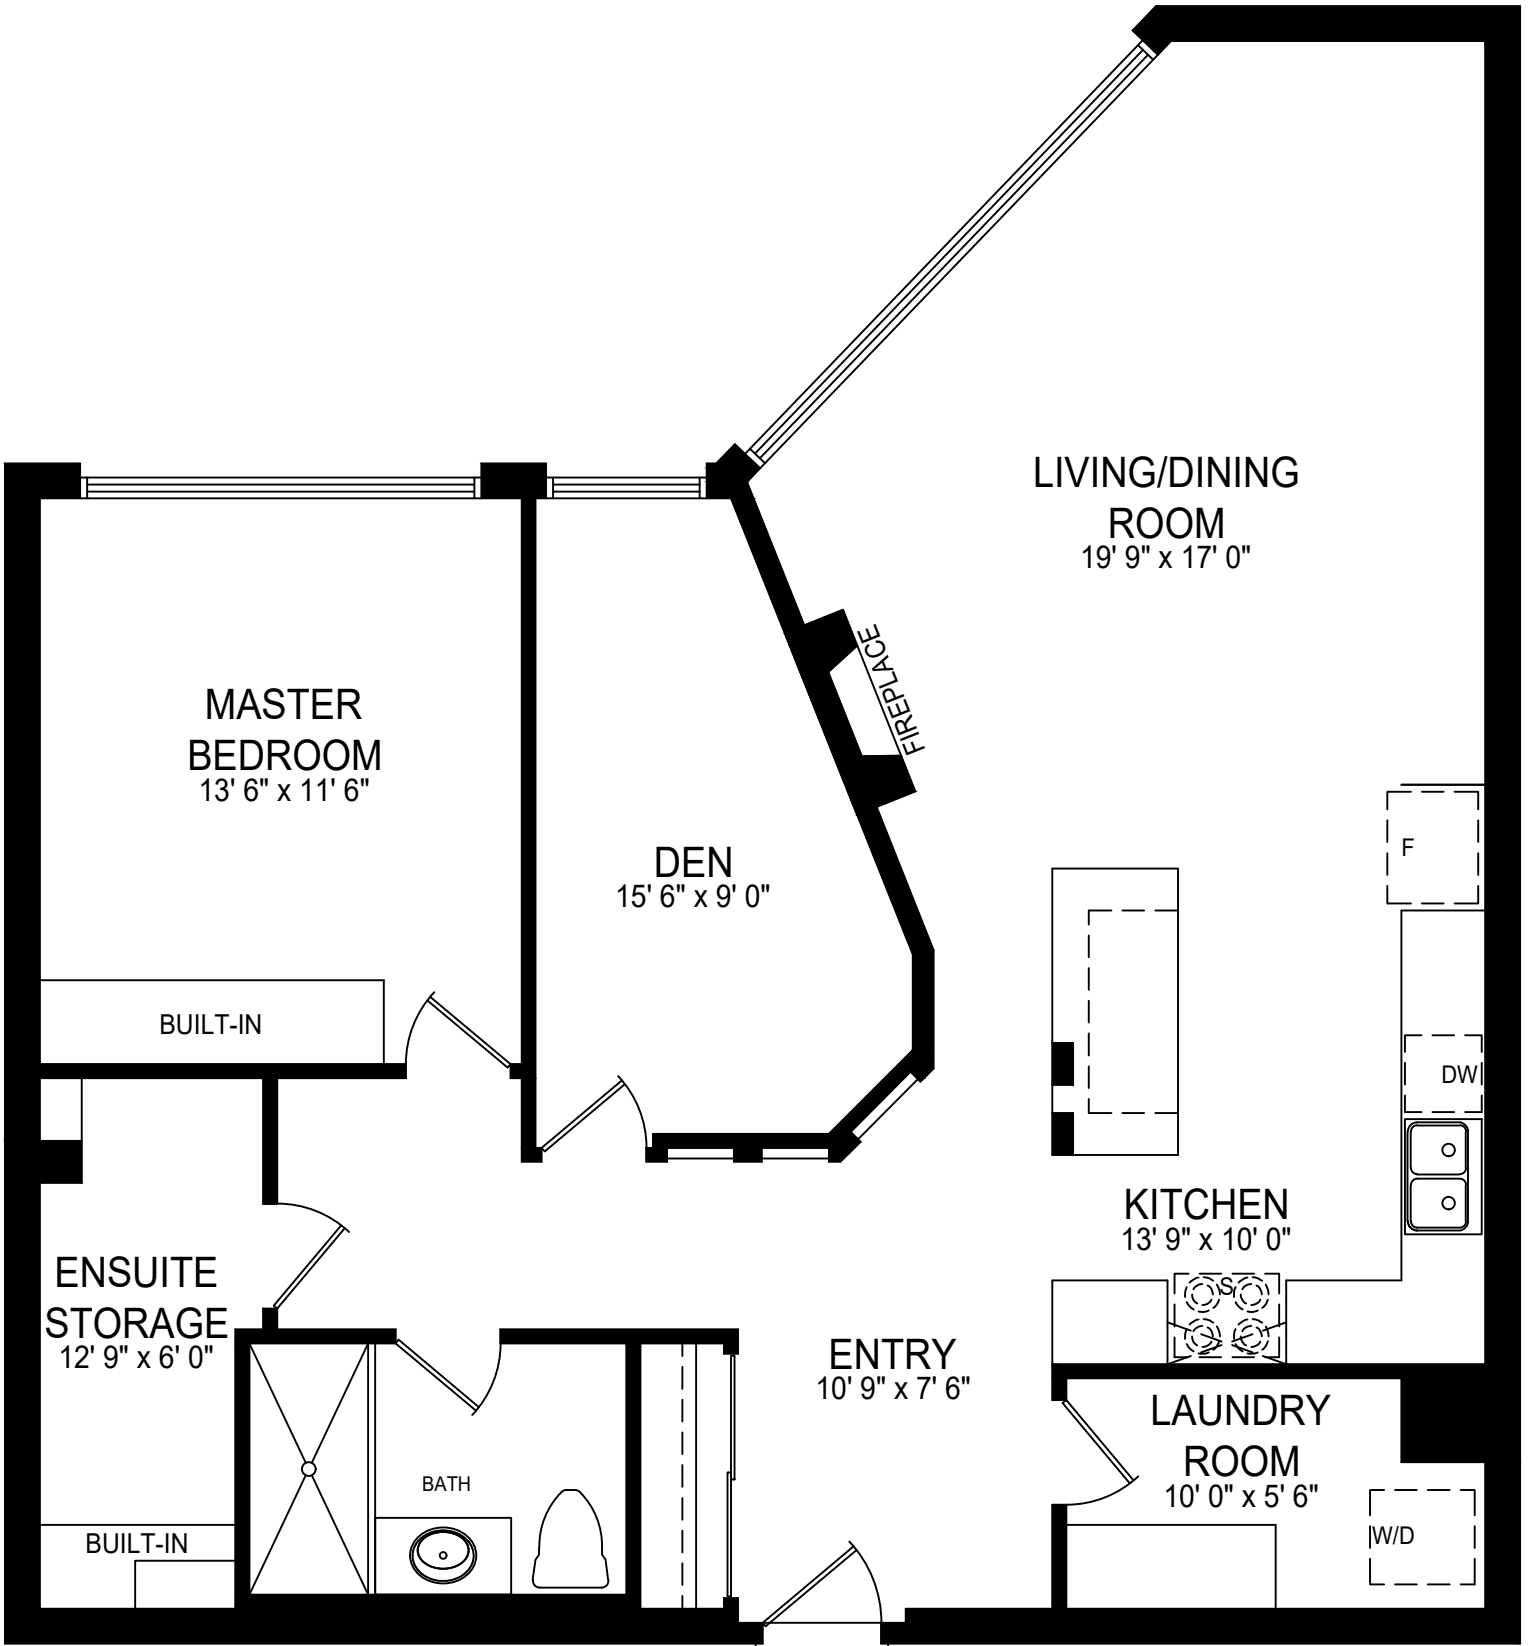 LIVING/DINING
ROOM
19' 9" x 17' 0"
FIREPLACE
MASTER
BEDROOM
13' 6" x 11' 6"
DEN
15' 6" x 9' 0"
F
BUILT-IN
DW
KITCHEN
13' 9" x 10' 0"
S
ENSUITE
STORAGE
12' 9" x 6' 0"
ENTRY
10' 9" x 7' 6"
LAUNDRY
ROOM
10' 0" x 5' 6"
BATH
BUILT-IN
W/D